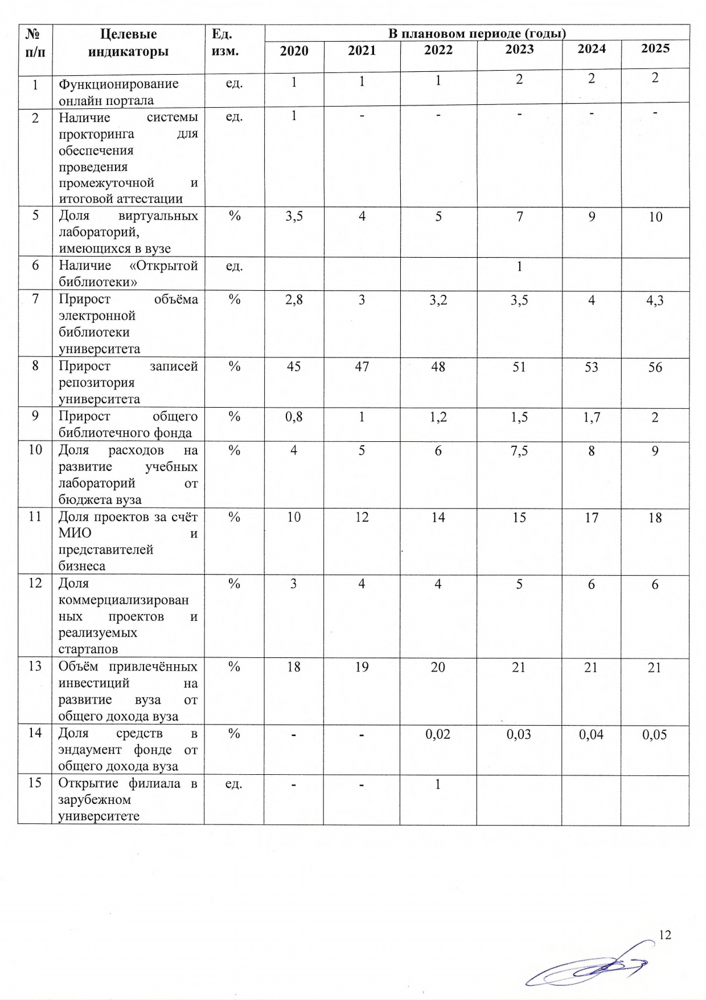 № Целевые Ед. В плановом периоде (годы)
п/п индикаторы изм. 2020 2021 2022 2023 2024 2025
1 Функционирование ед. 1 1 1 2 2 2
онлайн портала
2 Наличие системы ед. 1 - - - - -
прокторинга для
обеспечения
проведения
промежуточной и
итоговой аттестации
5 Доля виртуальных % 3,5 4 5 7 9 10
лабораторий,
имеющихся в вузе
6 Наличие «Открытой ед. 1
библиотеки»
7 Прирост объёма % 2,8 3 3,2 3,5 4 4,3
электронной
библиотеки
университета
8 Прирост записей % 45 47 48 51 53 56
репозитория
университета
9 Прирост общего % 0,8 1 1,2 1,5 1,7 2
библиотечного фонда
10 Доля расходов на % 4 5 6 7,5 8 9
развитие учебных
лабораторий от
бюджета вуза
11 Доля проектов за счёт % 10 12 14 15 17 18
МИО и
представителей
бизнеса
12 Доля % 3 4 4 5 6 6
коммерциализирован
ных проектов и
реализуемых
стартапов
13 Объём привлечённых % 18 19 20 21 21 21
инвестиций на
развитие вуза от
общего дохода вуза
14 Доля средств в % - - 0,02 0,03 0,04 0,05
эндаумент фонде от
общего дохода вуза
15 Открытие филиала в ед. - - 1
зарубежном
университете
12